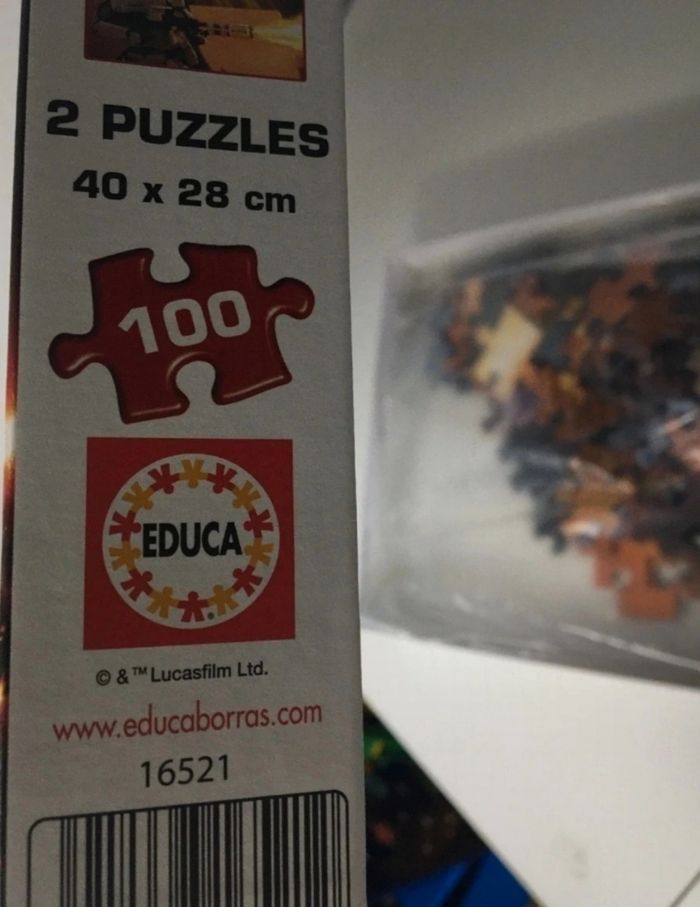 2 PUZZLES
40 x 28 cm
100
EDUCA
© &™ Lucasfilm Ltd.
www.educaborras.com
16521